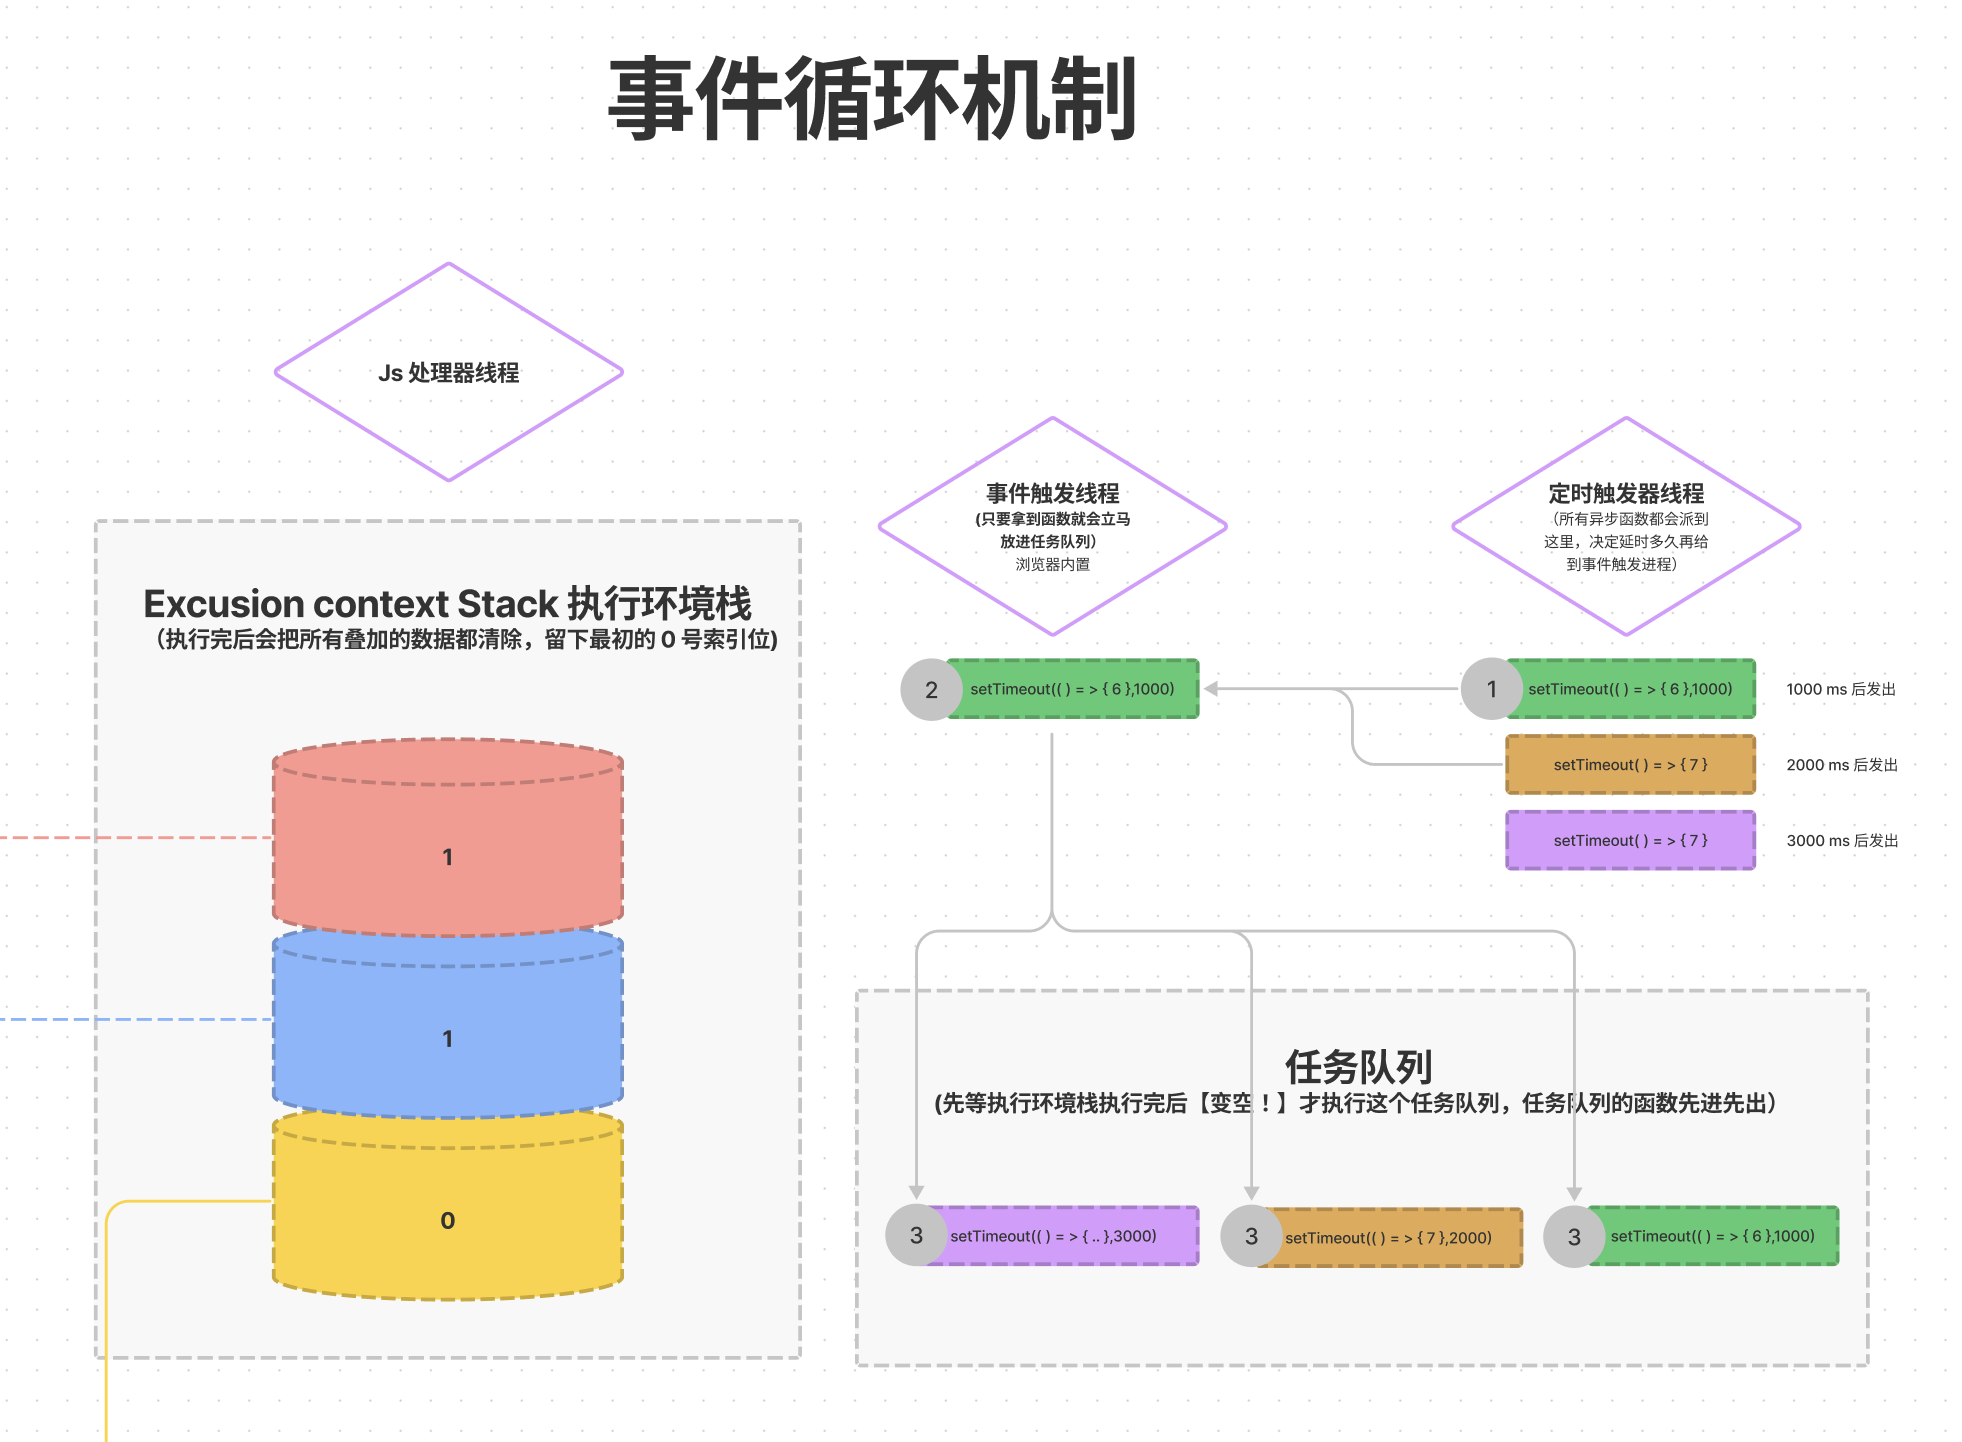 事件循环机制
Js 处理器线程
事件触发线程
(只要拿到函数就会立马
放进任务队列）
浏览器内置
定时触发器线程
（所有异步函数都会派到
这里，决定延时多久再给
到事件触发进程）
Excusion context Stack 执行环境栈
（执行完后会把所有叠加的数据都清除，留下最初的 0 号索引位)
2
setTimeout(( ) = > { 6 },1000)
1
setTimeout(( ) = > { 6 },1000)
1000 ms 后发出
setTimeout( ) = > { 7 }
2000 ms 后发出
setTimeout( ) = > { 7 }
3000 ms 后发出
1
1
0
任务队列
(先等执行环境栈执行完后【变空！】才执行这个任务队列，任务队列的函数先进先出）
3
setTimeout(( ) = > { .. },3000)
3
setTimeout(( ) = > { 7 },2000)
3
setTimeout(( ) = > { 6 },1000)